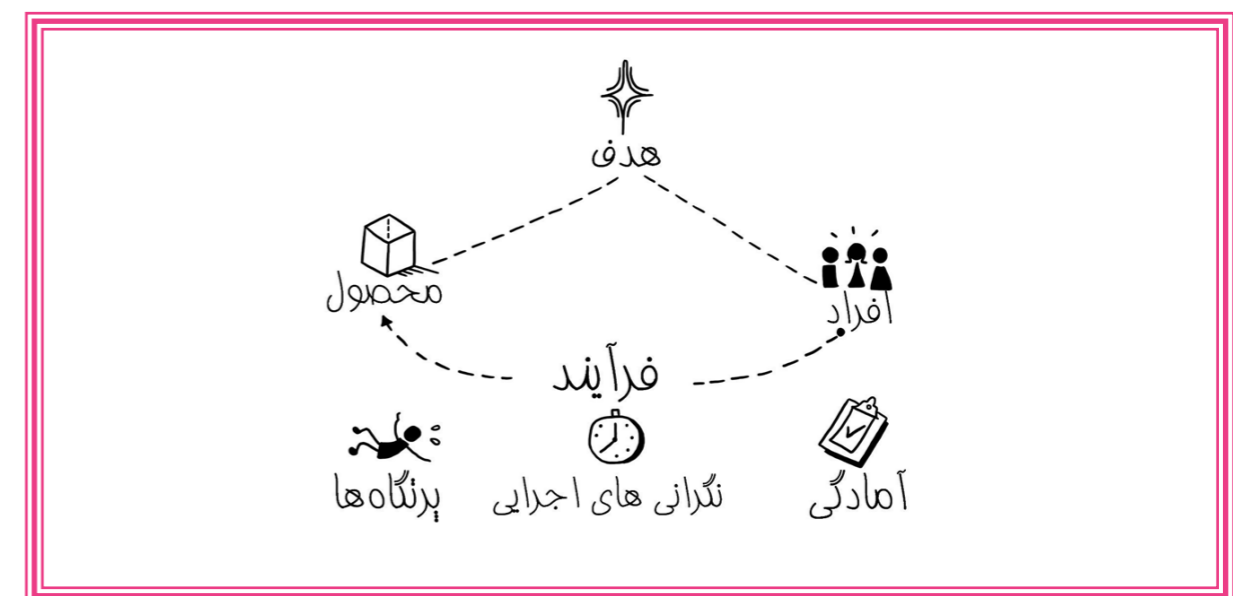 هدف
افراد
محصول
فرآیند
آمادگی
نگرانی های اجرایی
پرتگاه‌ها